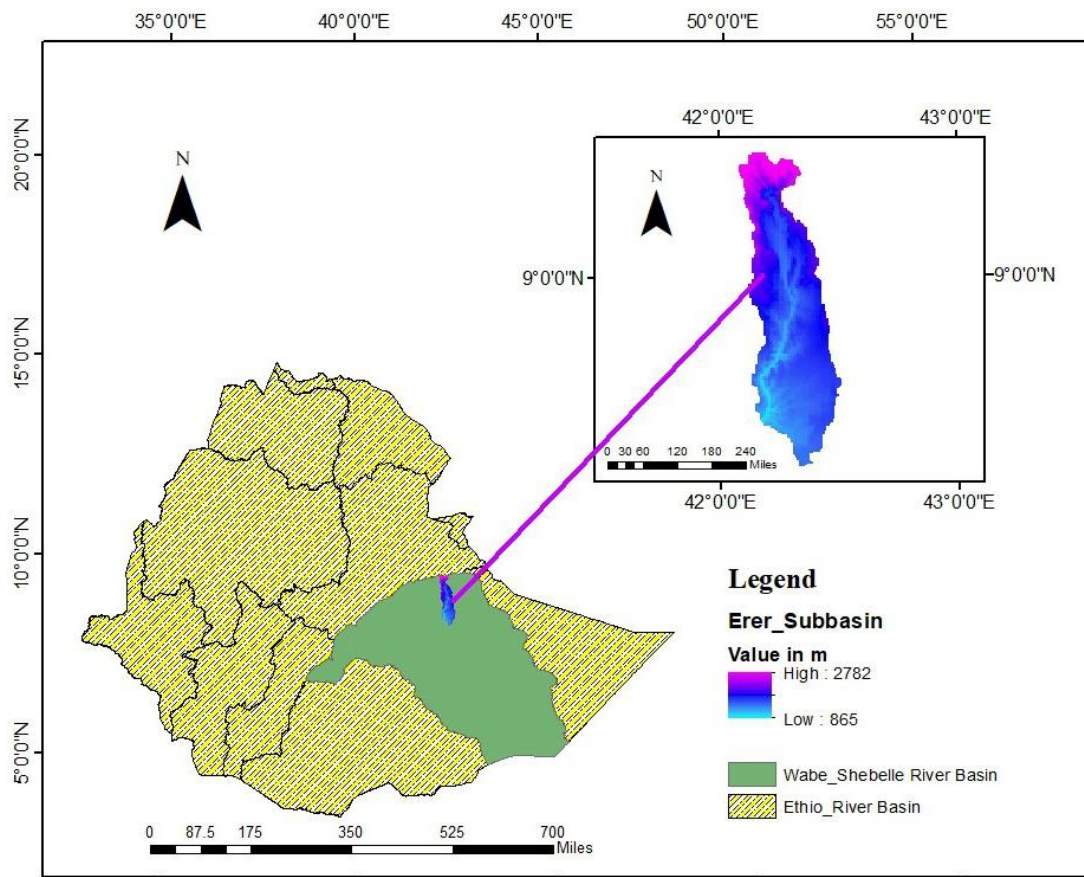 35°0'0"E 40°0'0"E 45°0'0"E 50°0'0"E 55°0'0"E
20°0'0"N
15°0'0"N
10°0'0"N
5°0'0"N
N
42°0'0"E 43°0'0"E
N
9°0'0"N 9°0'0"N
0 30 60 120 180 240
Miles
42°0'0"E 43°0'0"E
Legend
Erer_Subbasin
Value in m
High : 2782
Low : 865
Wabe_Shebelle River Basin
Ethio_River Basin
0 87.5 175 350 525 700
Miles